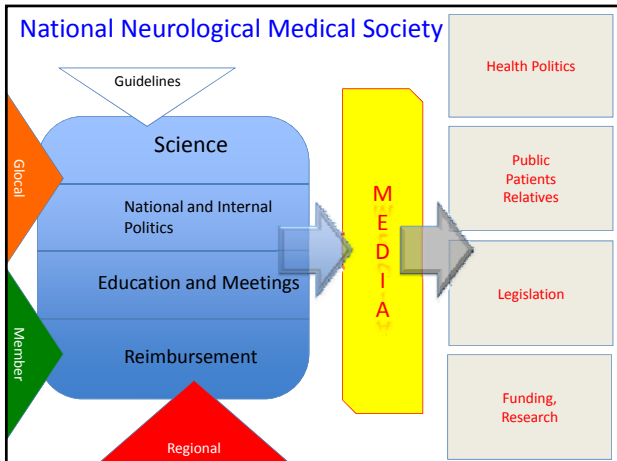 National Neurological Medical Society
Guidelines
Glocal
Member
Science
National and Internal
Politics
Education and Meetings
Reimbursement
Regional
MEDIA
Health Politics
Public
Patients
Relatives
Legislation
Funding,
Research